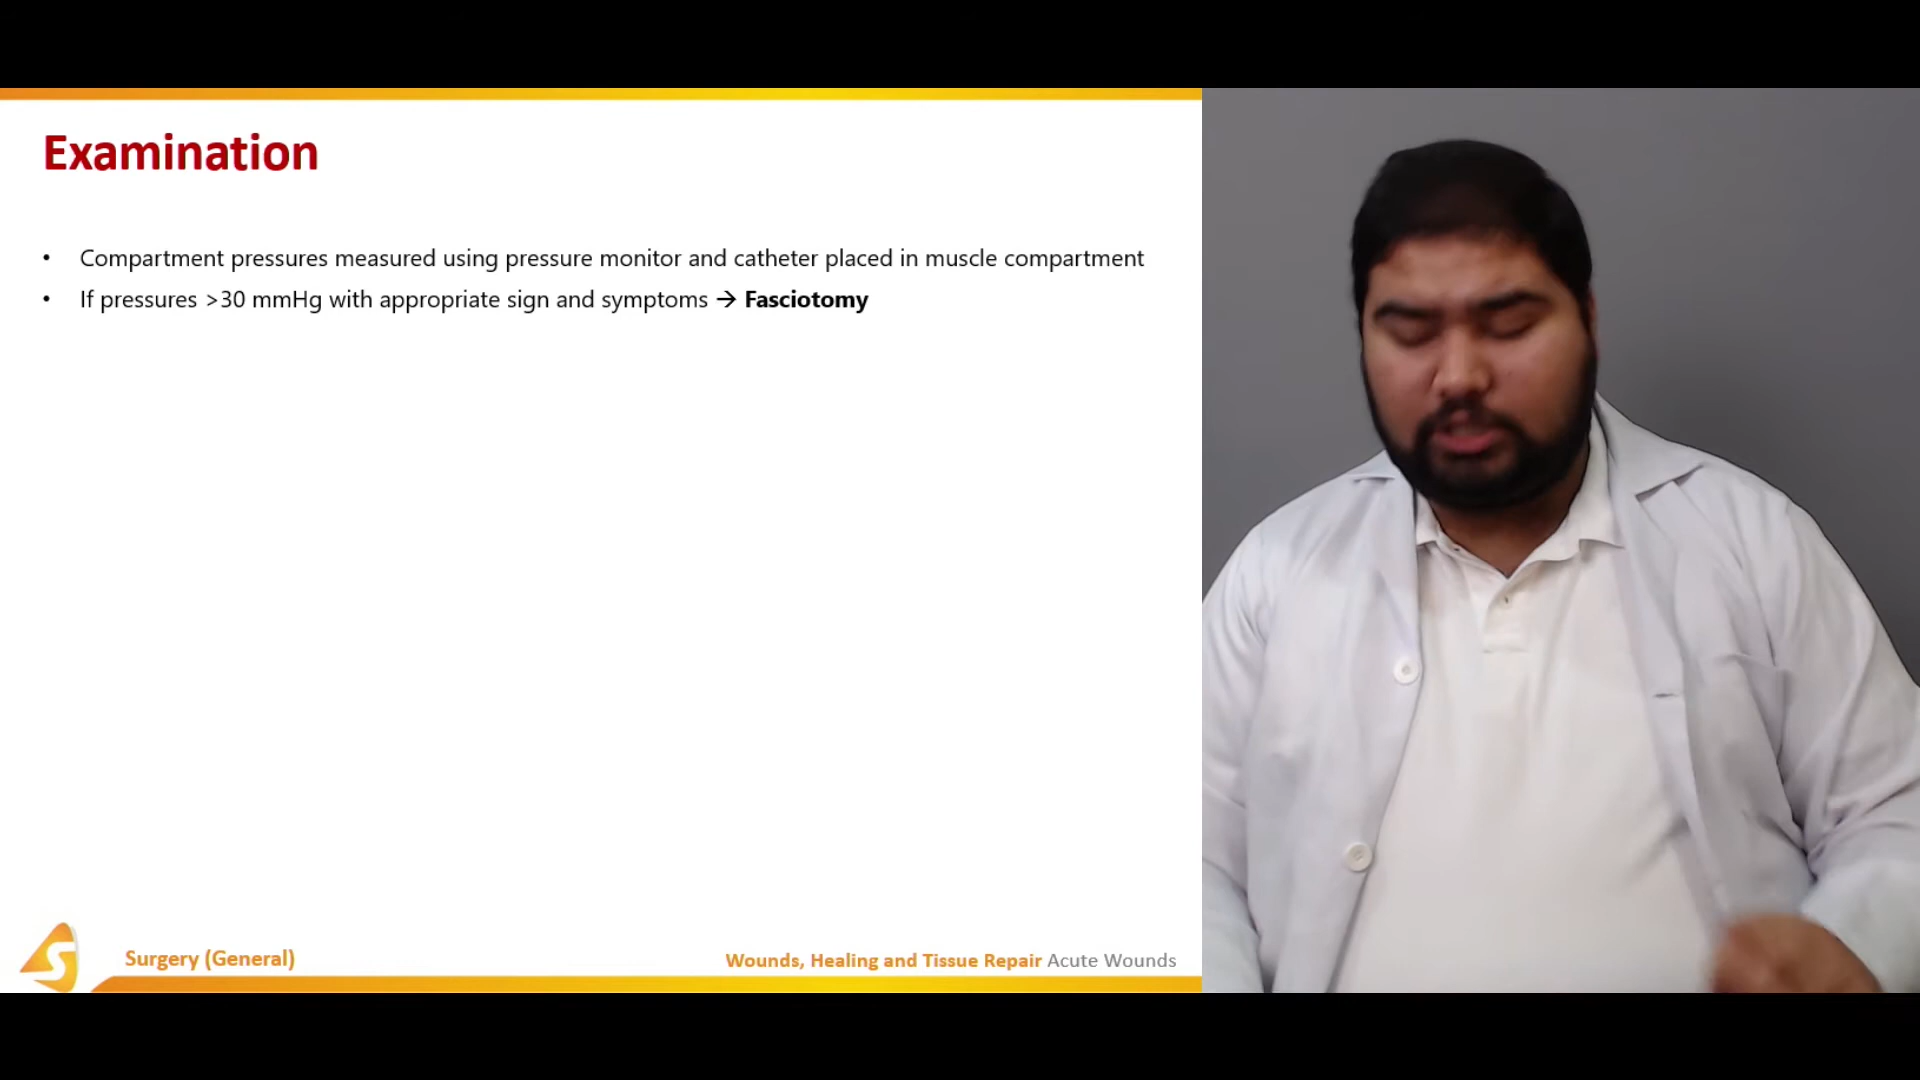 Examination
• Compartment pressures measured using pressure monitor and catheter placed in muscle compartment
• If pressures >30 mmHg with appropriate sign and symptoms → Fasciotomy
S
Surgery (General)
Wounds, Healing and Tissue Repair Acute Wounds